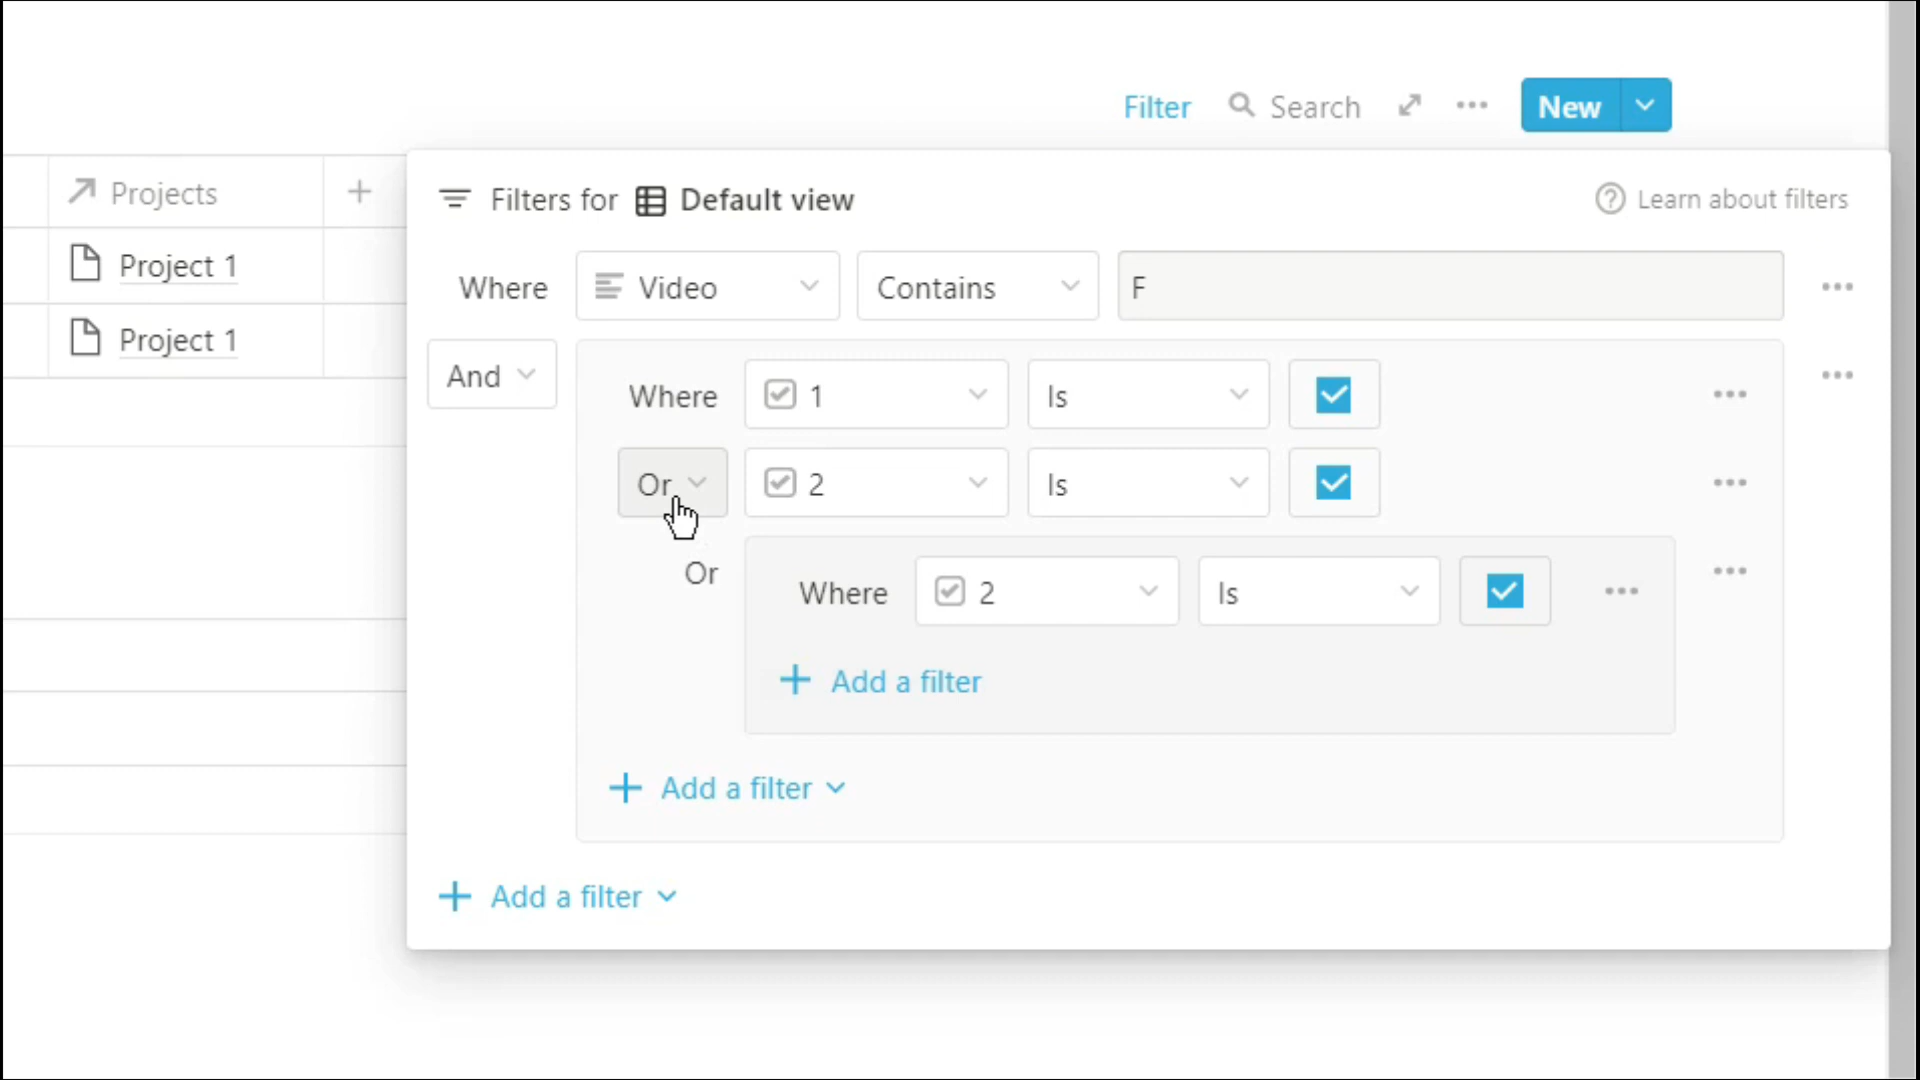 Filter Search New
Projects
Filters for Default view Learn about filters
Project 1
Where Video Contains F
Project 1
And Where 1 Is
Or 2 Is
Or Where 2 Is
Add a filter
Add a filter
Add a filter